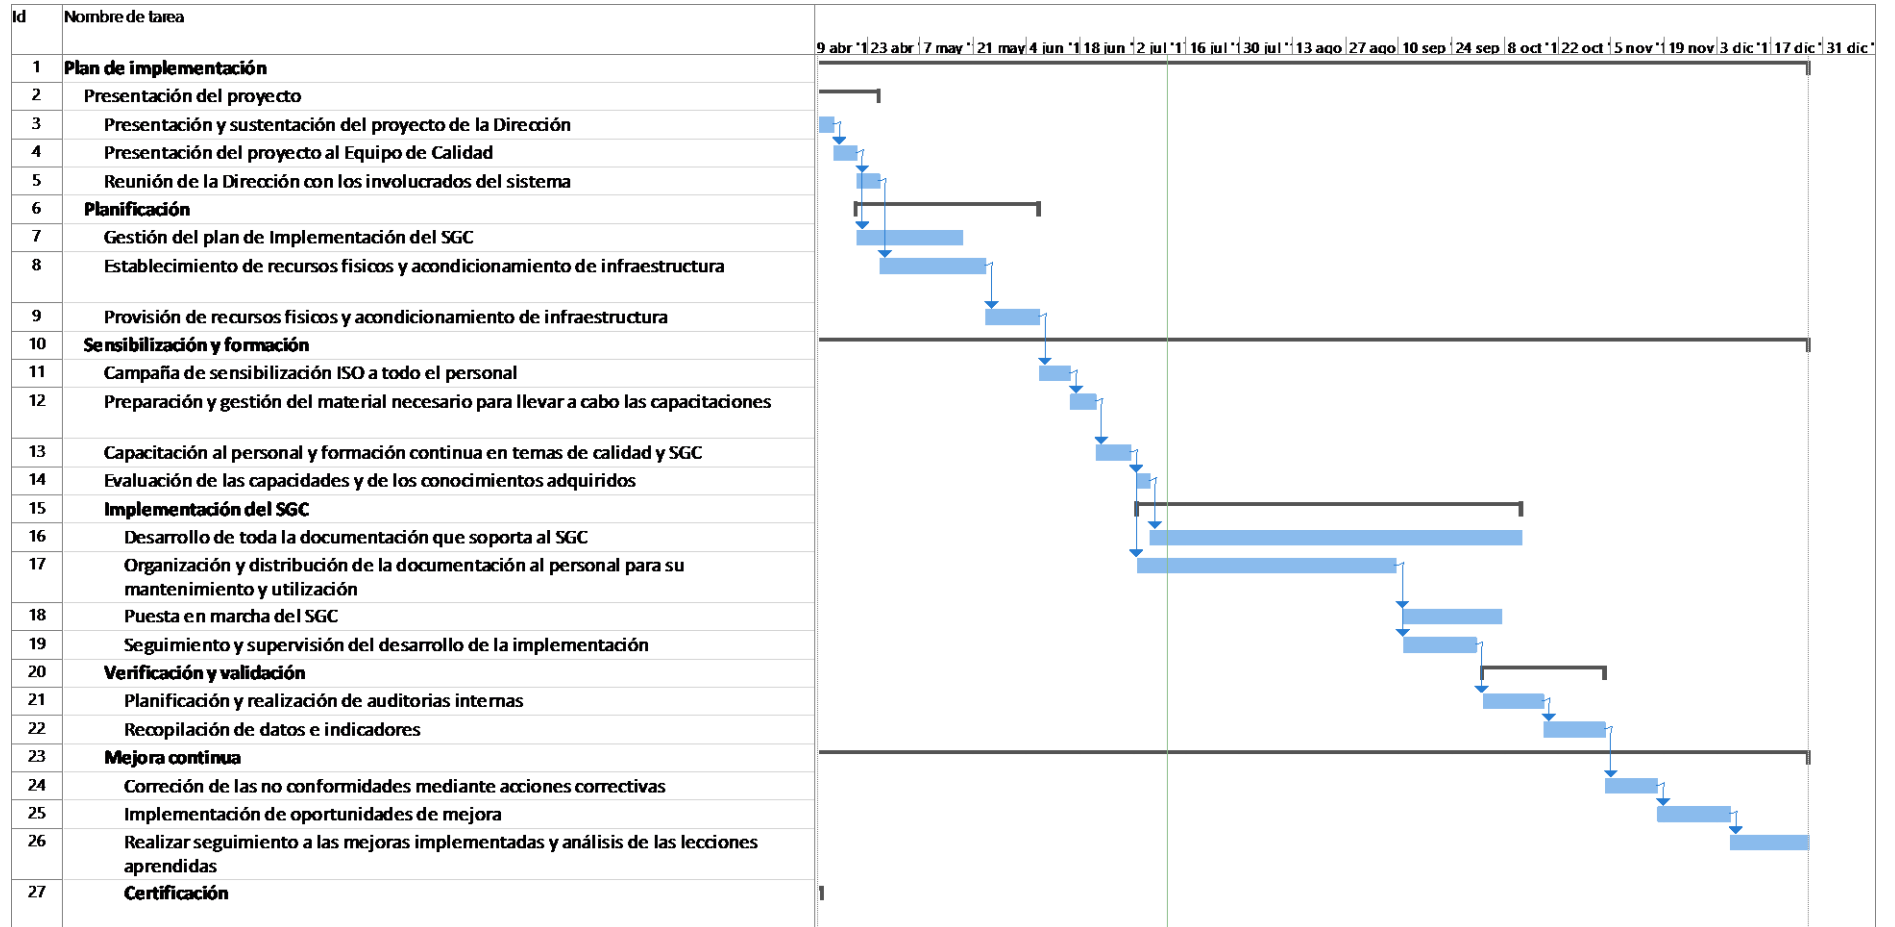 Id Nombre de tarea
9 abr '1 23 abr ' 7 may ' 21 may 4 jun '1 18 jun ' 2 jul '1 16 jul ' 30 jul ' 13 ago 27 ago 10 sep 24 sep 8 oct '1 22 oct ' 5 nov ' 19 nov 3 dic '1 17 dic ' 31 dic '
1 Plan de implementación
2 Presentación del proyecto
3 Presentación y sustentación del proyecto de la Dirección
4 Presentación del proyecto al Equipo de Calidad
5 Reunión de la Dirección con los involucrados del sistema
6 Planificación
7 Gestión del plan de Implementación del SGC
8 Establecimiento de recursos fisicos y acondicionamiento de infraestructura
9 Provisión de recursos fisicos y acondicionamiento de infraestructura
10 Sensibilización y formación
11 Campaña de sensibilización ISO a todo el personal
12 Preparación y gestión del material necesario para llevar a cabo las capacitaciones
13 Capacitación al personal y formación continua en temas de calidad y SGC
14 Evaluación de las capacidades y de los conocimientos adquiridos
15 Implementación del SGC
16 Desarrollo de toda la documentación que soporta al SGC
17 Organización y distribución de la documentación al personal para su
mantenimiento y utilización
18 Puesta en marcha del SGC
19 Seguimiento y supervisión del desarrollo de la implementación
20 Verificación y validación
21 Planificación y realización de auditorias internas
22 Recopilación de datos e indicadores
23 Mejora continua
24 Correción de las no conformidades mediante acciones correctivas
25 Implementación de oportunidades de mejora
26 Realizar seguimiento a las mejoras implementadas y análisis de las lecciones
aprendidas
27 Certificación